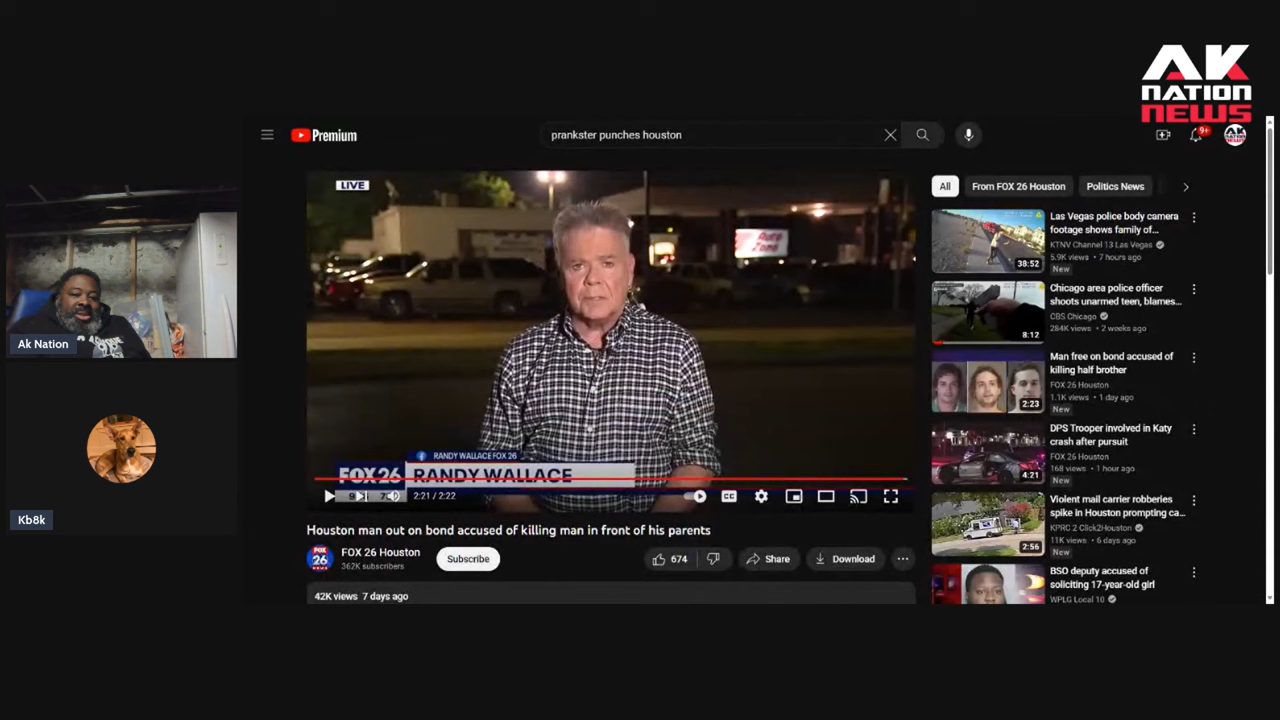 AK
NATION
NEWS
Premium
prankster punches houston
9+
LIVE
Auto
Zone
RANDY WALLACE FOX 26
FOX 26
RANDY WALLACE
2:21 / 2:22
CC
Houston man out on bond accused of killing man in front of his parents
FOX 26 Houston
362K subscribers
Subscribe
674
Share
Download
42K views 7 days ago
All
From FOX 26 Houston
Politics News
Las Vegas police body camera
footage shows family of...
KTNV Channel 13 Las Vegas
5.9K views • 7 hours ago
New
38:52
Chicago area police officer
shoots unarmed teen, blames...
CBS Chicago
284K views • 2 weeks ago
8:12
Man free on bond accused of
killing half brother
FOX 26 Houston
1.1K views • 1 day ago
New
2:23
DPS Trooper involved in Katy
crash after pursuit
FOX 26 Houston
168 views • 1 hour ago
New
4:21
Violent mail carrier robberies
spike in Houston prompting ca...
KPRC 2 Click2Houston
11K views • 6 days ago
New
2:56
BSO deputy accused of
soliciting 17-year-old girl
WPLG Local 10
Ak Nation
Kb8k